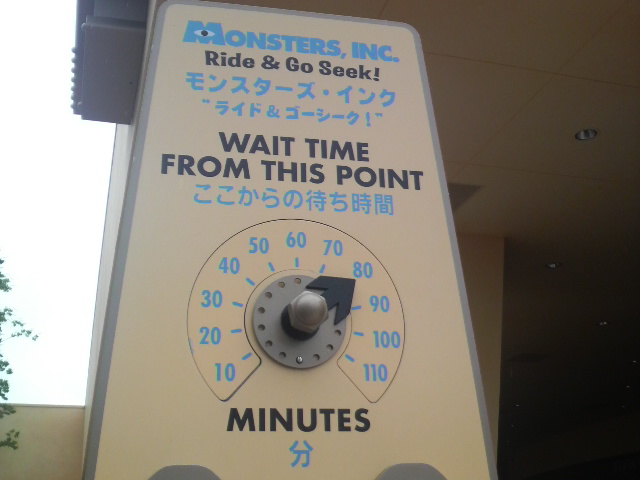 MONSTERS, INC.
Ride & Go Seek!
モンスターズ・インク
"ライド&ゴーシーク!"
WAIT TIME
FROM THIS POINT
ここからの待ち時間
10 20 30 40 50 60 70 80 90 100 110
MINUTES
分